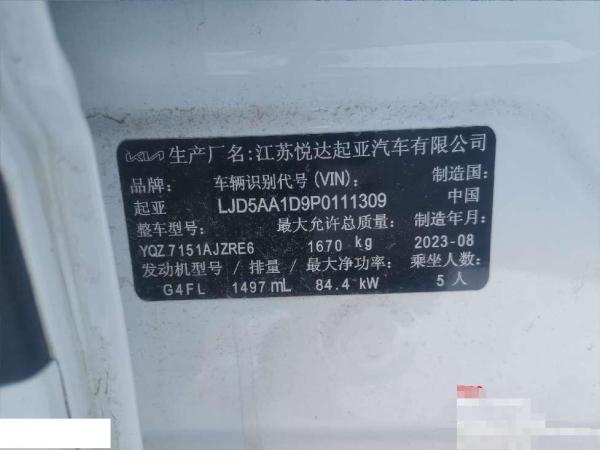 KIA 生产厂名:江苏悦达起亚汽车有限公司
品牌: 车辆识别代号(VIN): 制造国:
起亚 LJD5AA1D9P0111309 中国
整车型号: 最大允许总质量: 制造年月:
YQZ7151AJZRE6 1670 kg 2023-08
发动机型号/排量/最大净功率: 乘坐人数:
G4FL 1497mL 84.4 kW 5人